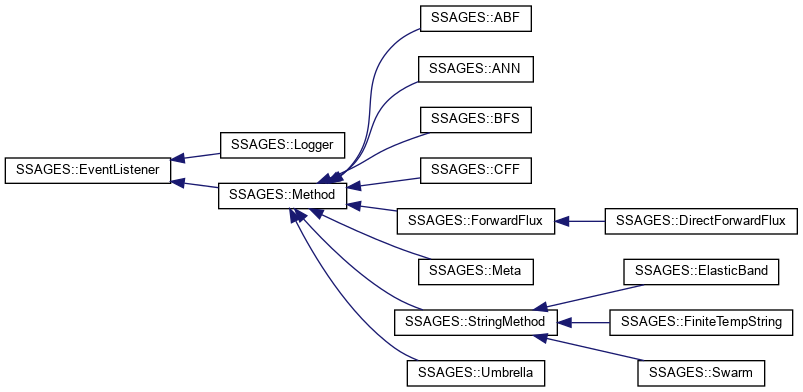 SSAGES::ABF
SSAGES::ANN
SSAGES::BFS
SSAGES::Logger
SSAGES::EventListener
SSAGES::CFF
SSAGES::Method
SSAGES::ForwardFlux
SSAGES::DirectForwardFlux
SSAGES::Meta
SSAGES::ElasticBand
SSAGES::StringMethod
SSAGES::FiniteTempString
SSAGES::Umbrella
SSAGES::Swarm